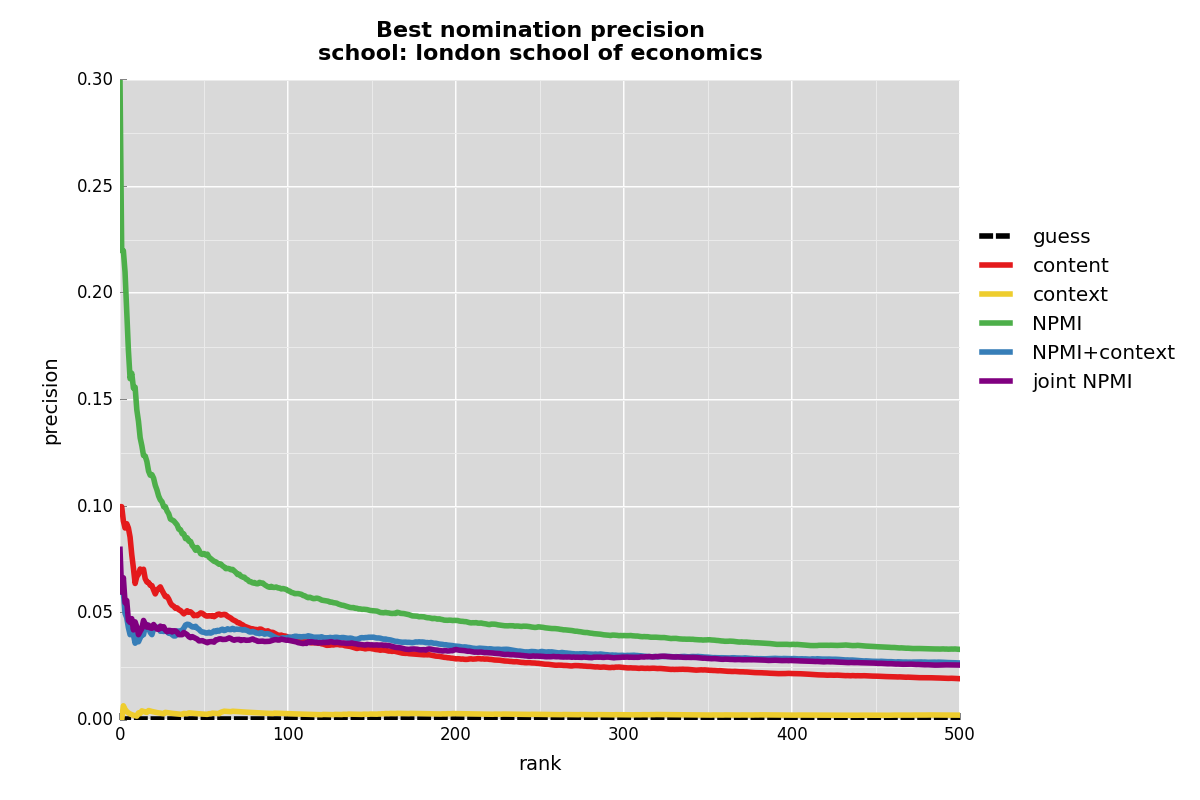 Best nomination precision
school: london school of economics
0.30
0.25
0.20
0.15
0.10
0.05
0.00
precision
0
100
200
300
400
500
rank
guess
content
context
NPMI
NPMI+context
joint NPMI